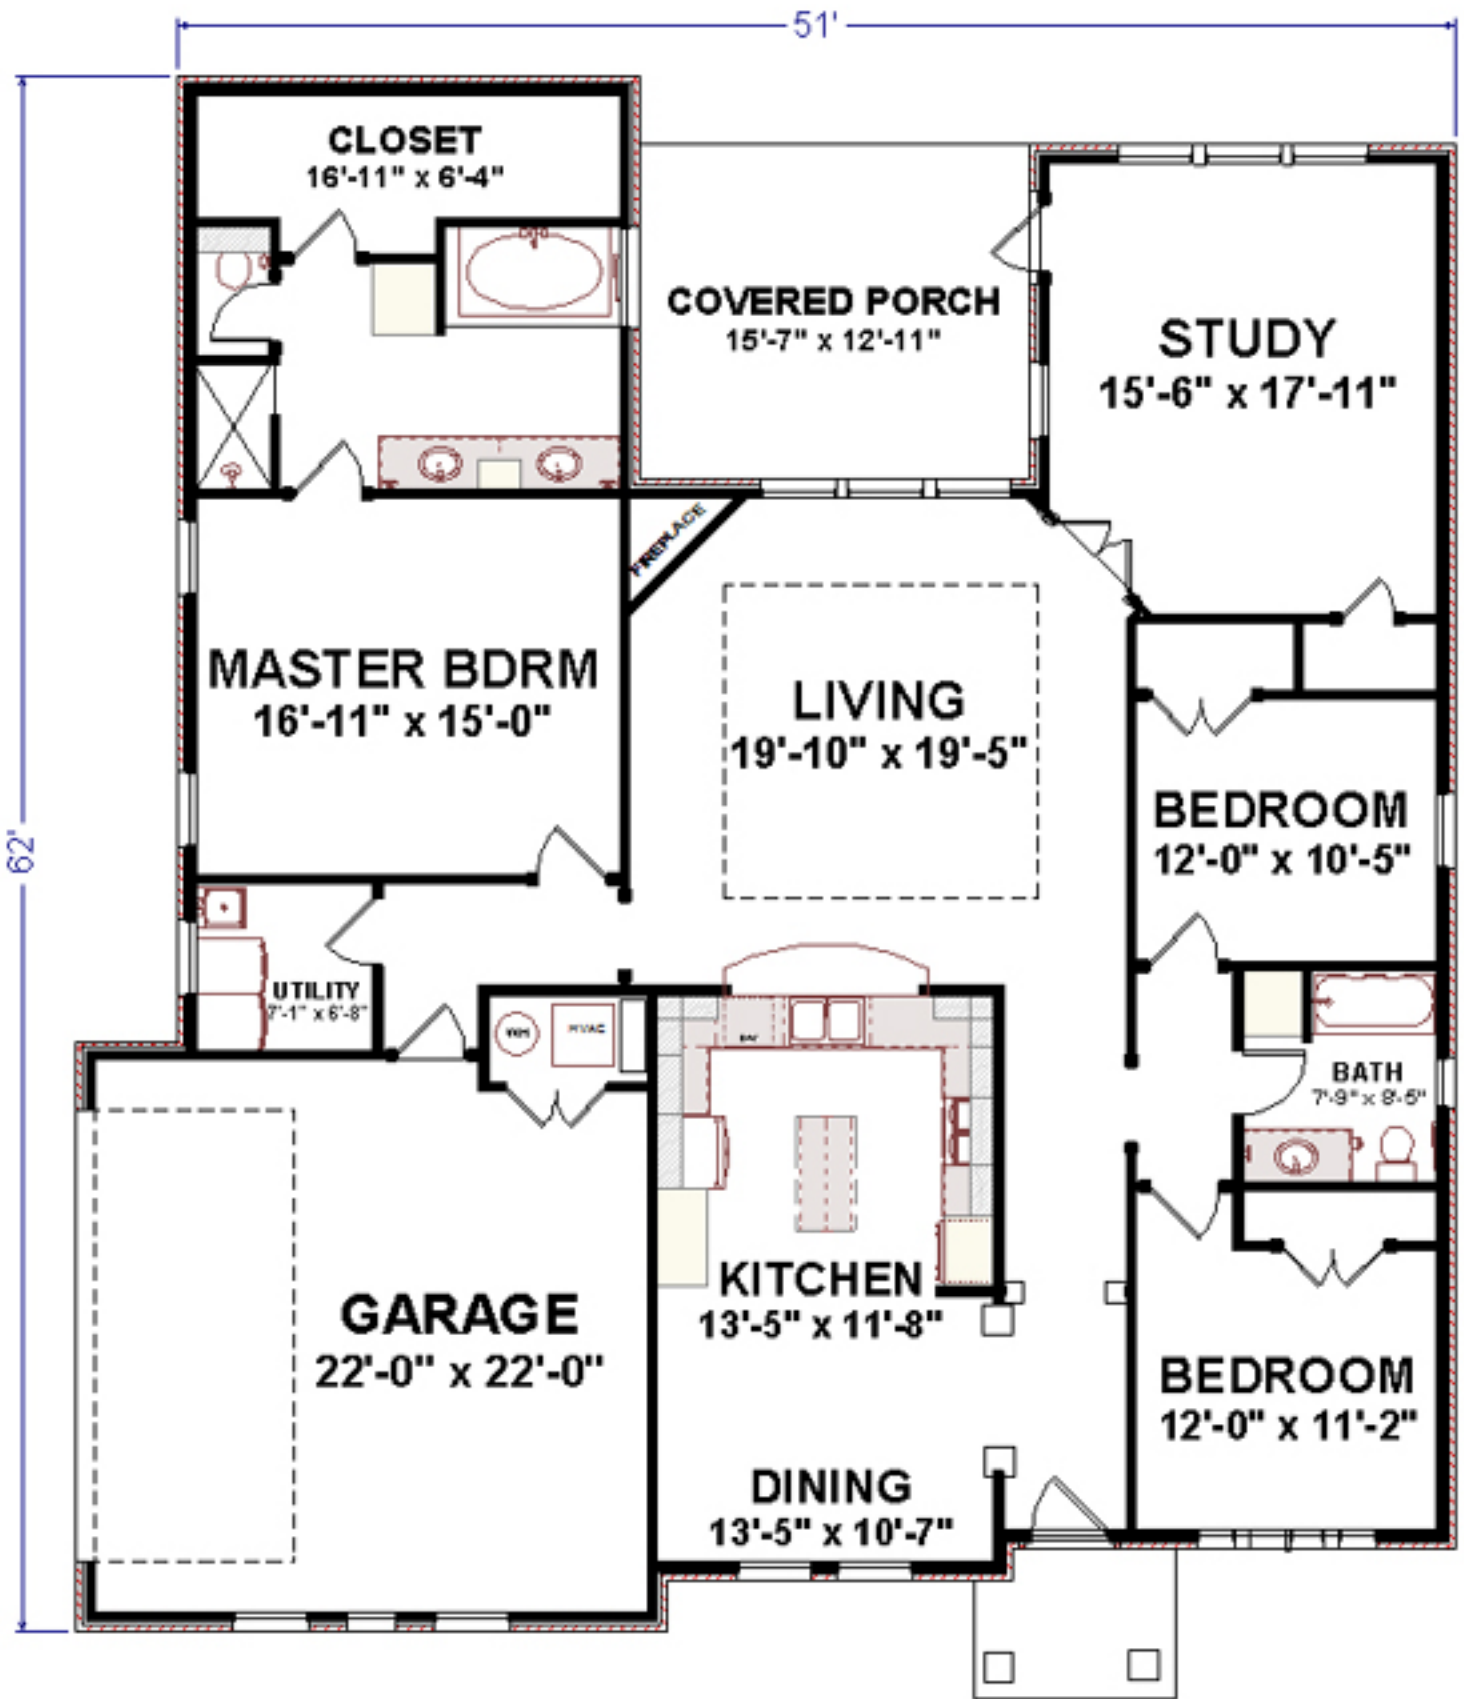 51'
CLOSET
16'-11" x 6'-4"
COVERED PORCH
15'-7" x 12'-11"
STUDY
15'-6" x 17'-11"
FIREPLACE
MASTER BDRM
16'-11" x 15'-0"
LIVING
19'-10" x 19'-5"
BEDROOM
12'-0" x 10'-5"
62'
UTILITY
7'-1" x 6'-8"
WH
HVAC
BATH
7'-9" x 8'-5"
KITCHEN
13'-5" x 11'-8"
GARAGE
22'-0" x 22'-0"
BEDROOM
12'-0" x 11'-2"
DINING
13'-5" x 10'-7"